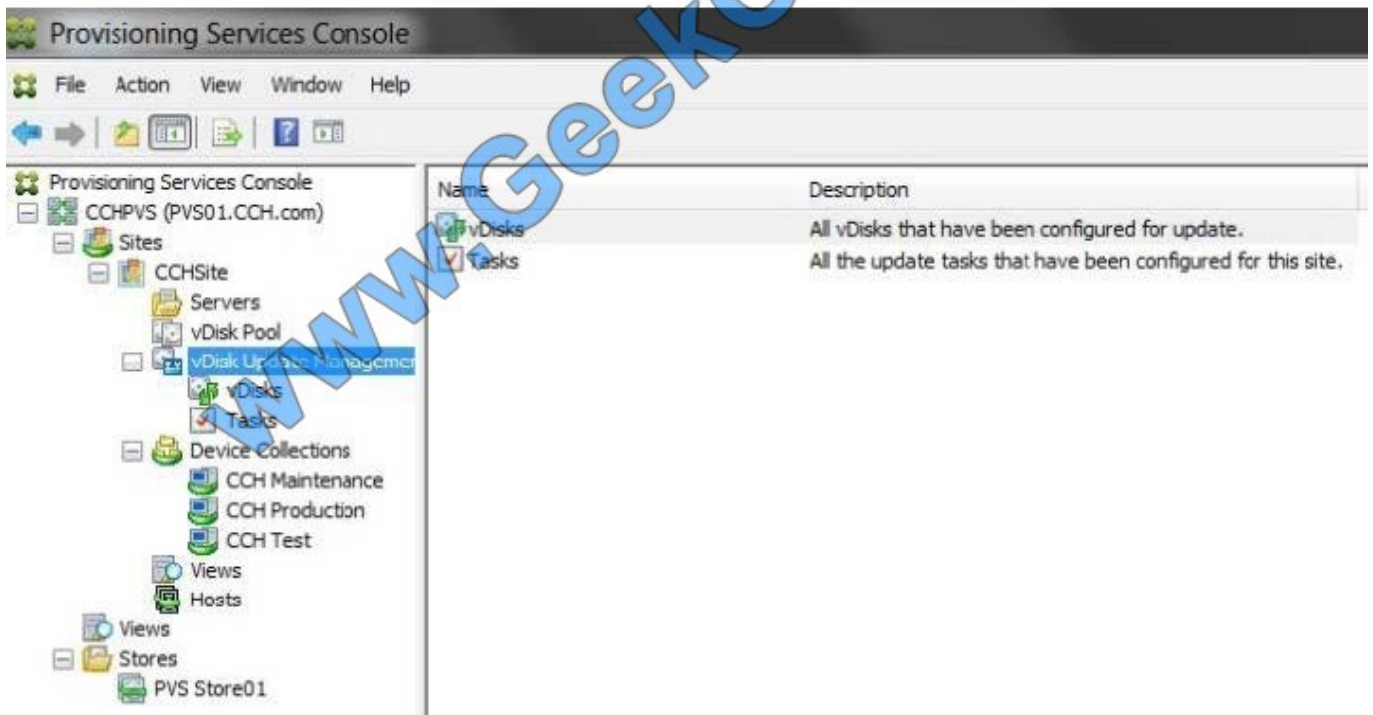 Provisioning Services Console
File Action View Window Help
Provisioning Services Console
CCHPVS (PVS01.CCH.com)
Sites
CCHSite
Servers
vDisk Pool
vDisk Update Managemer
vDisks
Tasks
Device Collections
CCH Maintenance
CCH Production
CCH Test
Views
Hosts
Views
Stores
PVS Store01
Name Description
vDisks All vDisks that have been configured for update.
Tasks All the update tasks that have been configured for this site.